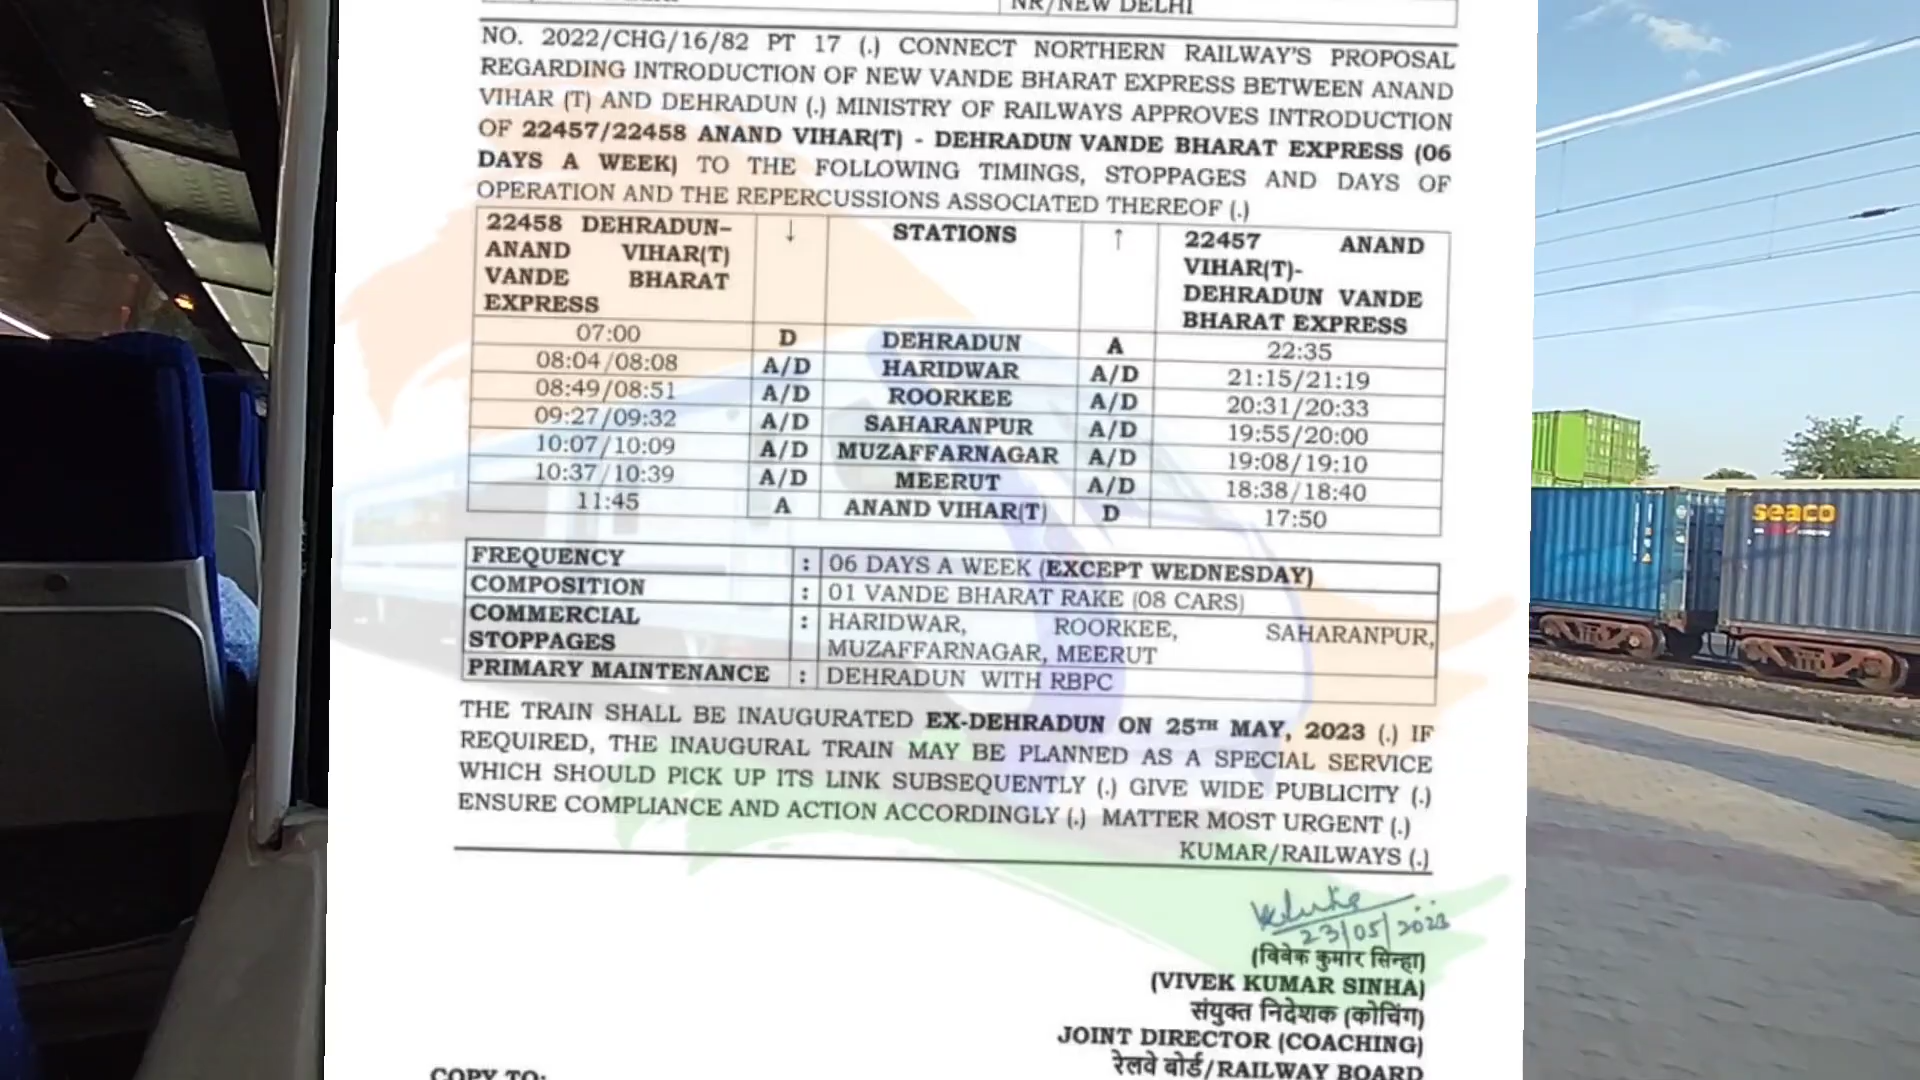 NR/NEW DELHI
NO. 2022/CHG/16/82 PT 17 (.) CONNECT NORTHERN RAILWAY'S PROPOSAL
REGARDING INTRODUCTION OF NEW VANDE BHARAT EXPRESS BETWEEN ANAND
VIHAR (T) AND DEHRADUN (.) MINISTRY OF RAILWAYS APPROVES INTRODUCTION
OF 22457/22458 ANAND VIHAR(T) - DEHRADUN VANDE BHARAT EXPRESS (06
DAYS A WEEK) TO THE FOLLOWING TIMINGS, STOPPAGES AND DAYS OF
OPERATION AND THE REPERCUSSIONS ASSOCIATED THEREOF (.)
22458 DEHRADUN–
ANAND VIHAR(T)
VANDE BHARAT
EXPRESS
↓
STATIONS
↑
22457 ANAND
VIHAR(T)-
DEHRADUN VANDE
BHARAT EXPRESS
07:00 D DEHRADUN A 22:35
08:04/08:08 A/D HARIDWAR A/D 21:15/21:19
08:49/08:51 A/D ROORKEE A/D 20:31/20:33
09:27/09:32 A/D SAHARANPUR A/D 19:55/20:00
10:07/10:09 A/D MUZAFFARNAGAR A/D 19:08/19:10
10:37/10:39 A/D MEERUT A/D 18:38/18:40
11:45 A ANAND VIHAR(T) D 17:50
FREQUENCY : 06 DAYS A WEEK (EXCEPT WEDNESDAY)
COMPOSITION : 01 VANDE BHARAT RAKE (08 CARS)
COMMERCIAL : HARIDWAR, ROORKEE, SAHARANPUR,
STOPPAGES MUZAFFARNAGAR, MEERUT
PRIMARY MAINTENANCE : DEHRADUN WITH RBPC
THE TRAIN SHALL BE INAUGURATED EX-DEHRADUN ON 25TH MAY, 2023 (.) IF
REQUIRED, THE INAUGURAL TRAIN MAY BE PLANNED AS A SPECIAL SERVICE
WHICH SHOULD PICK UP ITS LINK SUBSEQUENTLY (.) GIVE WIDE PUBLICITY (.)
ENSURE COMPLIANCE AND ACTION ACCORDINGLY (.) MATTER MOST URGENT (.)
KUMAR/RAILWAYS (.)
23/05/2023
(विवेक कुमार सिन्हा)
(VIVEK KUMAR SINHA)
संयुक्त निदेशक (कोचिंग)
JOINT DIRECTOR (COACHING)
रेलवे बोर्ड/RAILWAY BOARD
COPY TO:
seaco